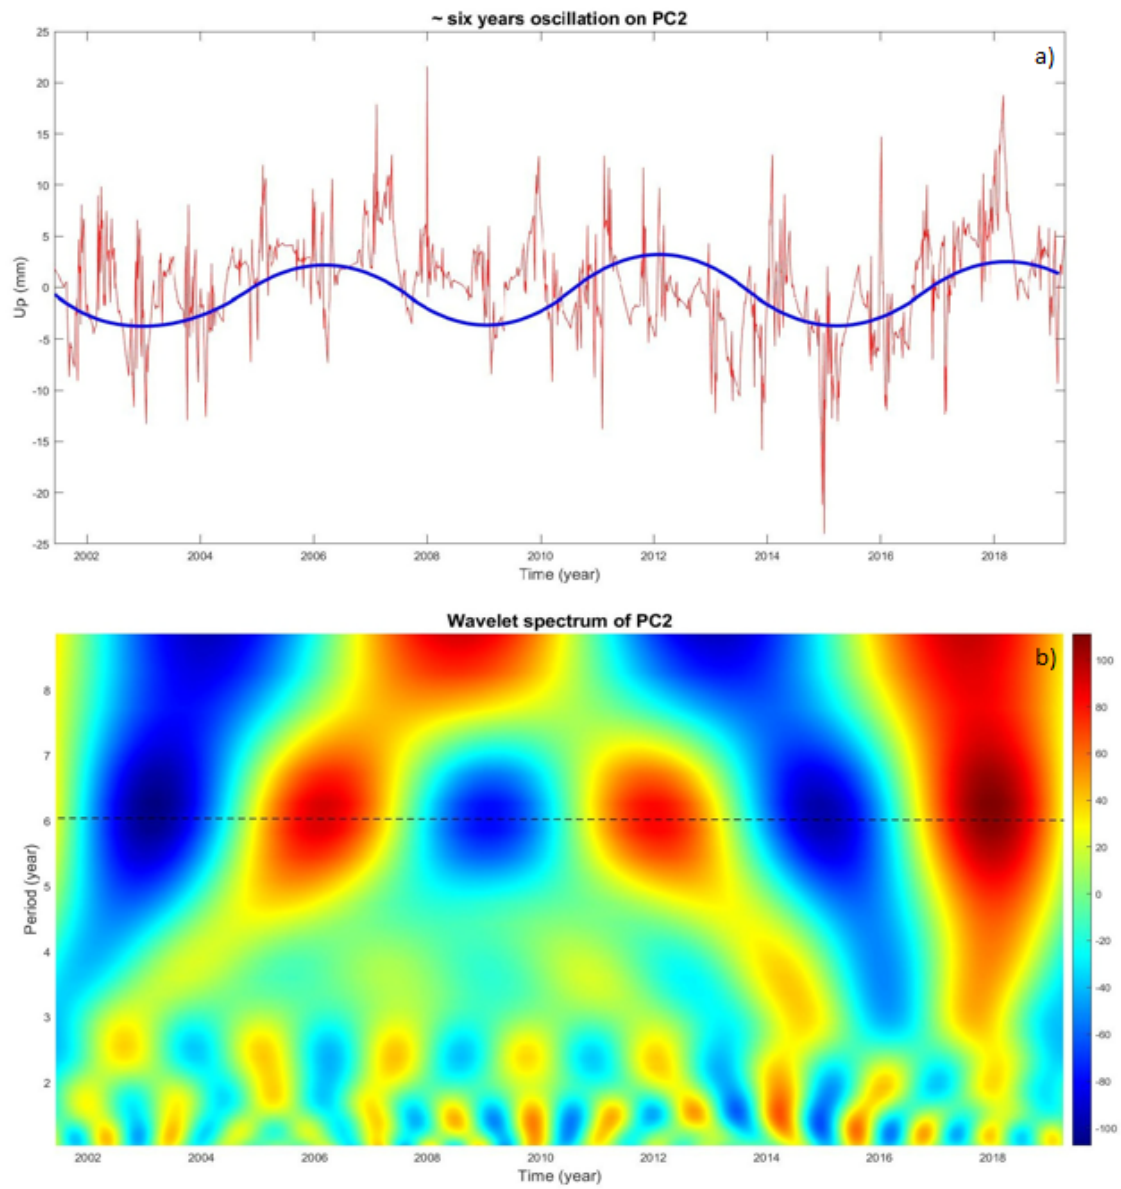 ~ six years oscillation on PC2
a)
25
20
15
10
5
0
-5
-10
-15
-20
-25
Up (mm)
2002 2004 2006 2008 2010 2012 2014 2016 2018
Time (year)
Wavelet spectrum of PC2
b)
8
7
6
5
4
3
2
Period (year)
100
80
60
40
20
0
-20
-40
-60
-80
-100
2002 2004 2006 2008 2010 2012 2014 2016 2018
Time (year)